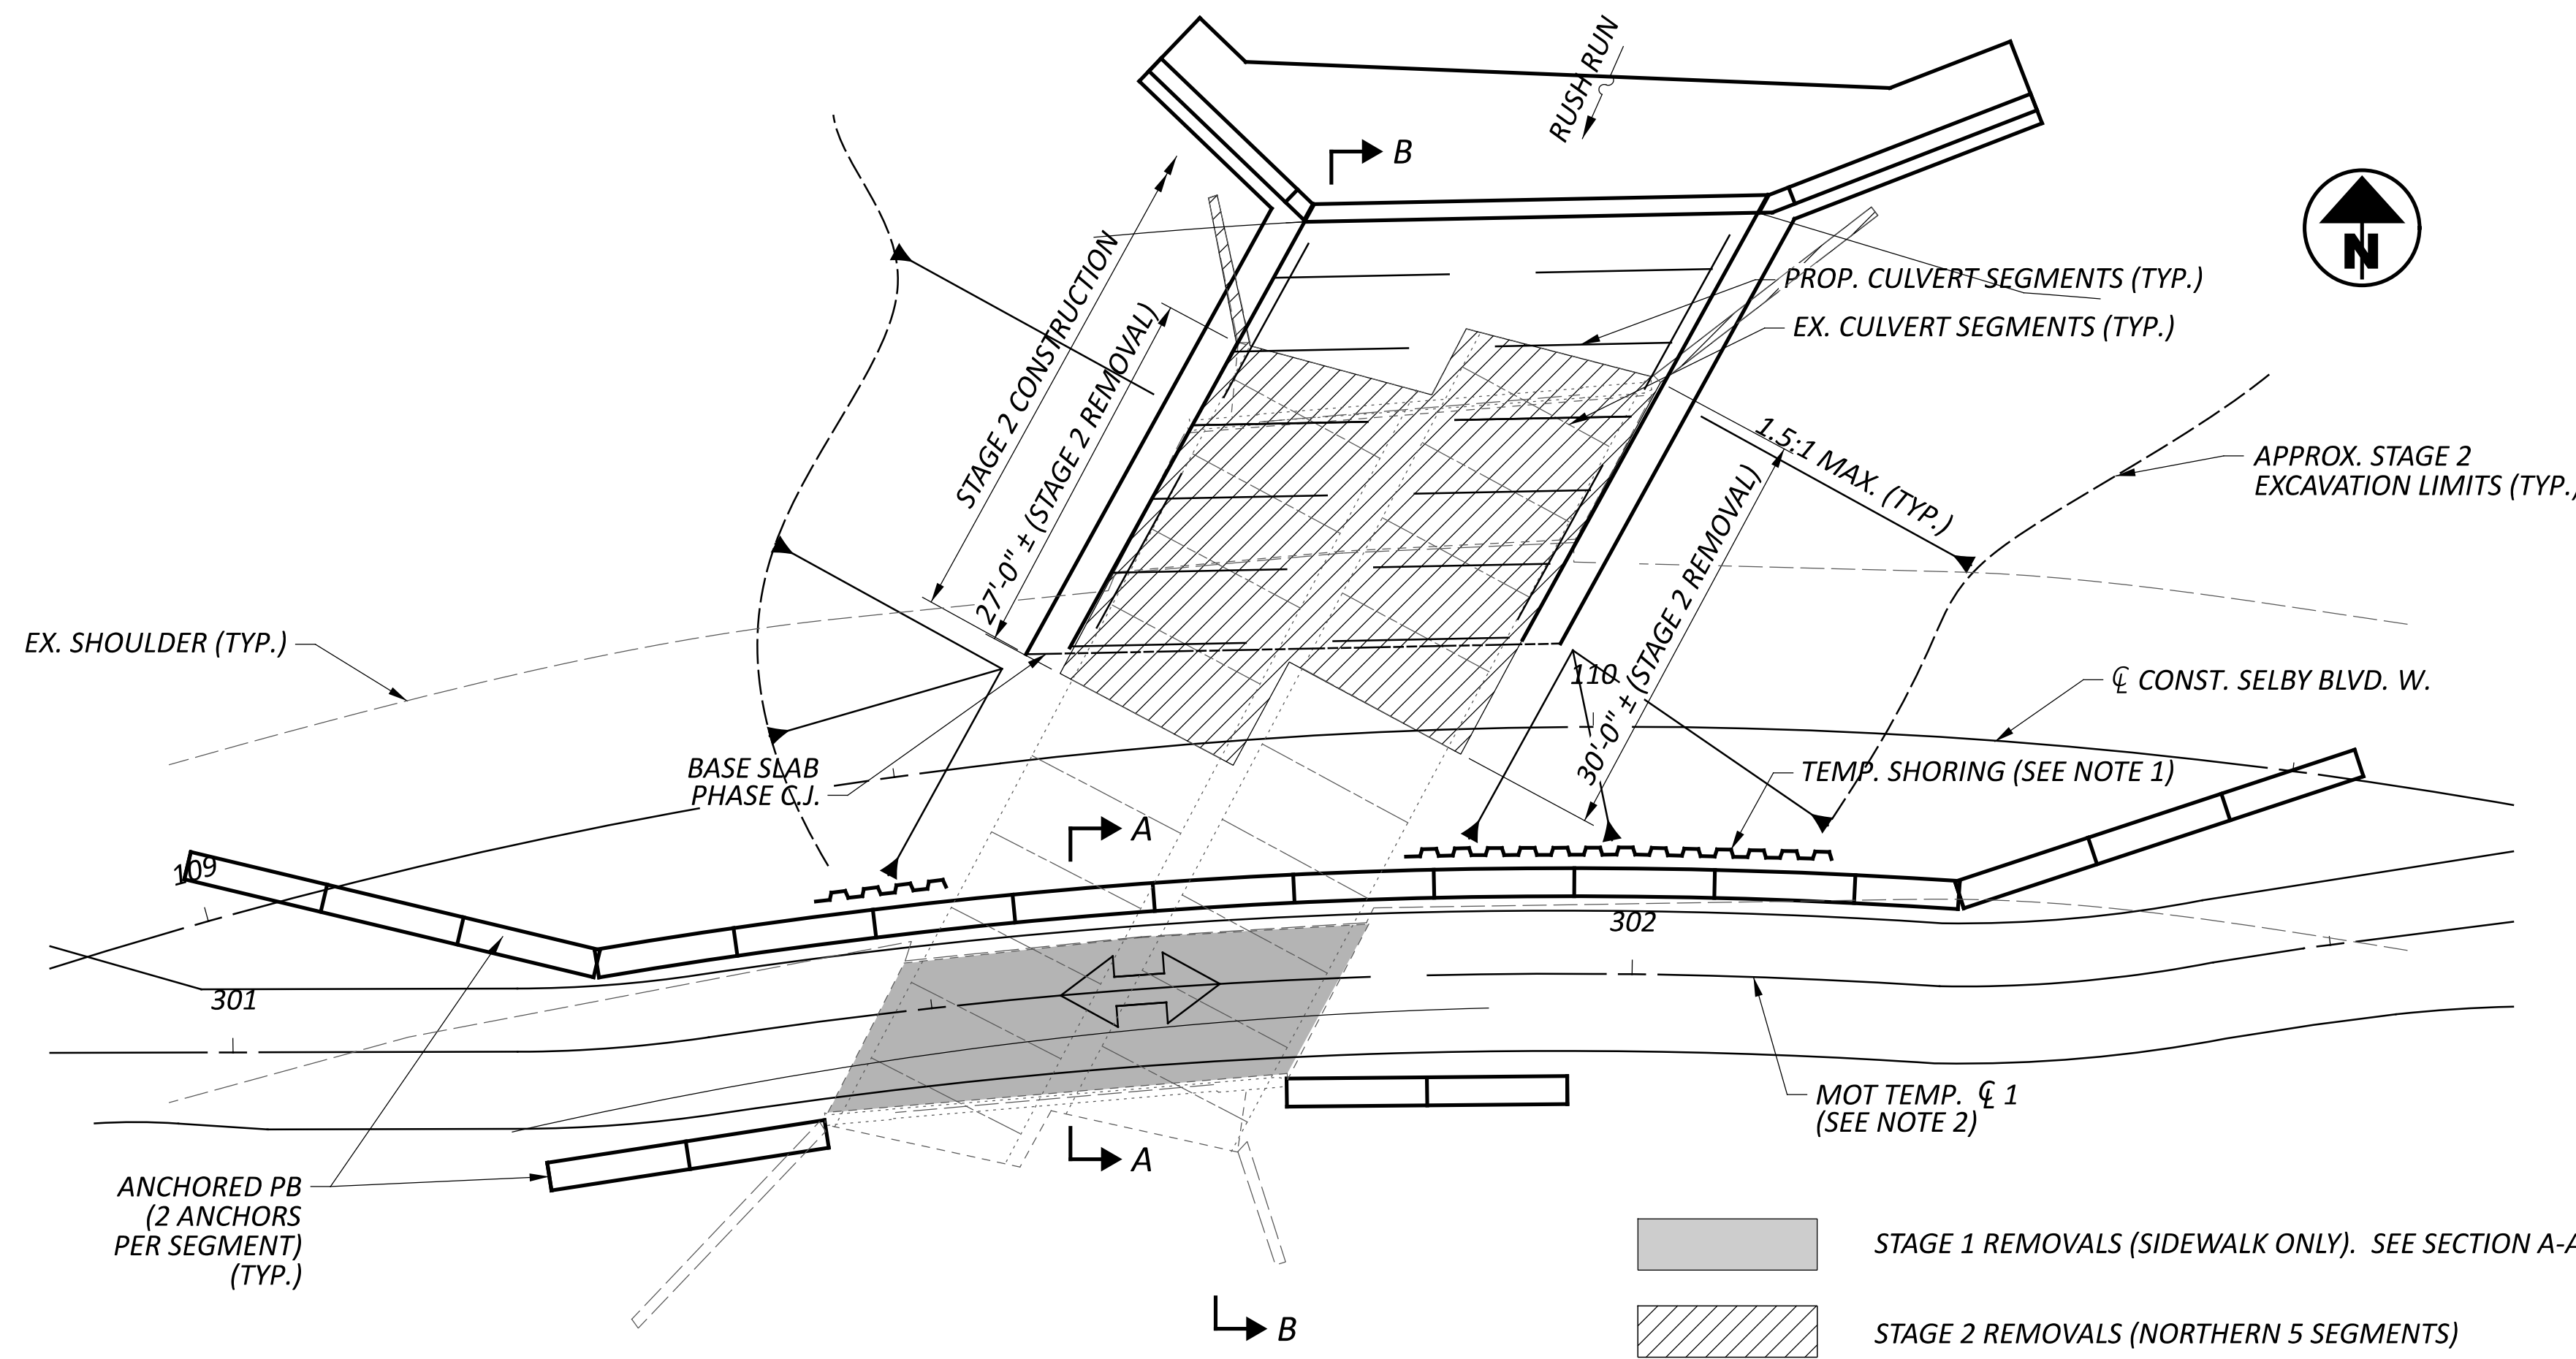 RUSH RUN
B
N
STAGE 2 CONSTRUCTION
27'-0" ± (STAGE 2 REMOVAL)
PROP. CULVERT SEGMENTS (TYP.)
EX. CULVERT SEGMENTS (TYP.)
1.5:1 MAX. (TYP.)
APPROX. STAGE 2
EXCAVATION LIMITS (TYP.)
30'-0" ± (STAGE 2 REMOVAL)
EX. SHOULDER (TYP.)
110
℄ CONST. SELBY BLVD. W.
BASE SLAB
PHASE C.J.
TEMP. SHORING (SEE NOTE 1)
A
109
302
301
MOT TEMP. ℄ 1
(SEE NOTE 2)
A
ANCHORED PB
(2 ANCHORS
PER SEGMENT)
(TYP.)
B
STAGE 1 REMOVALS (SIDEWALK ONLY). SEE SECTION A-A
STAGE 2 REMOVALS (NORTHERN 5 SEGMENTS)